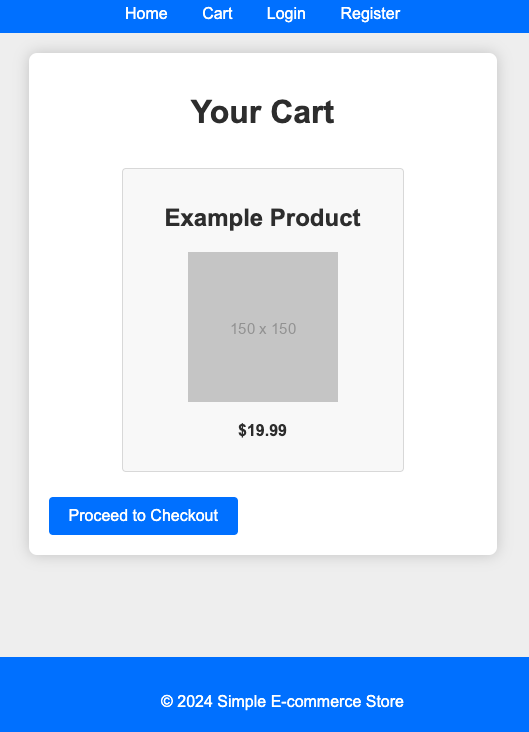 Home Cart Login Register
Your Cart
Example Product
150 x 150
$19.99
Proceed to Checkout
© 2024 Simple E-commerce Store